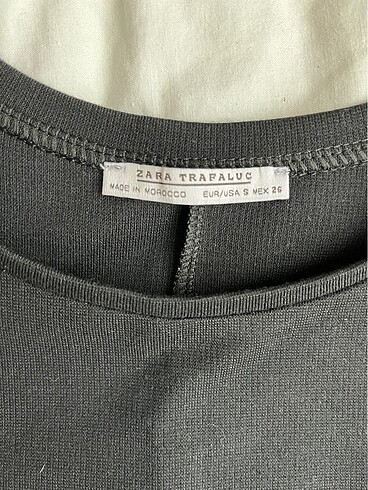 ZARA TRAFALUC
MADE IN MOROCCO EUR/USA S MEX 26